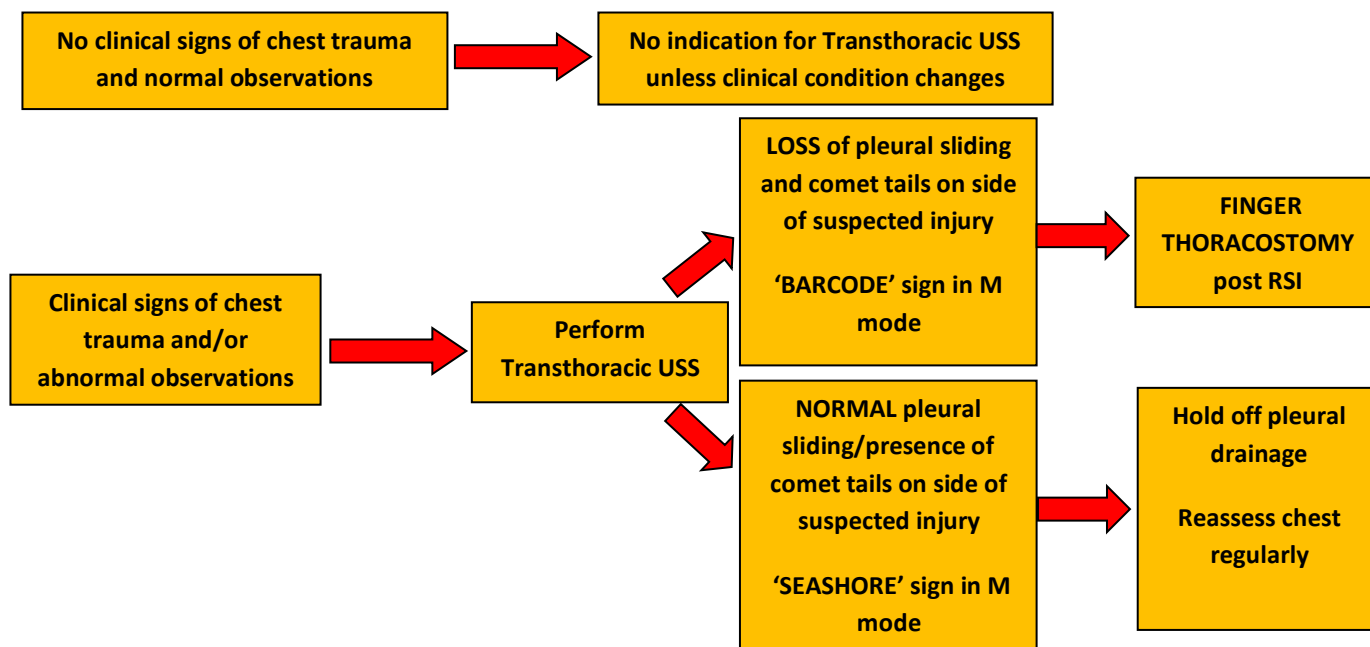 No clinical signs of chest trauma
and normal observations
No indication for Transthoracic USS
unless clinical condition changes
Clinical signs of chest
trauma and/or
abnormal observations
Perform
Transthoracic USS
LOSS of pleural sliding
and comet tails on side
of suspected injury
‘BARCODE’ sign in M
mode
FINGER
THORACOSTOMY
post RSI
NORMAL pleural
sliding/presence of
comet tails on side of
suspected injury
‘SEASHORE’ sign in M
mode
Hold off pleural
drainage
Reassess chest
regularly